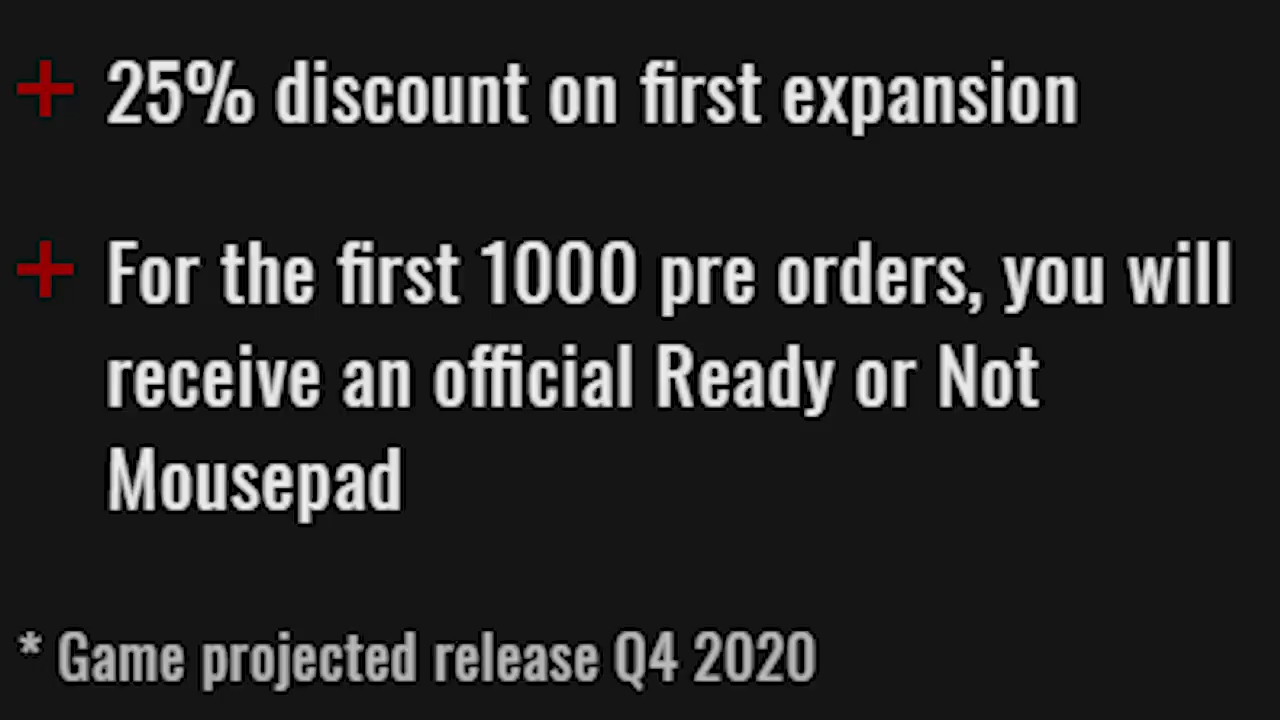 + 25% discount on first expansion
+ For the first 1000 pre orders, you will
receive an official Ready or Not
Mousepad
* Game projected release Q4 2020